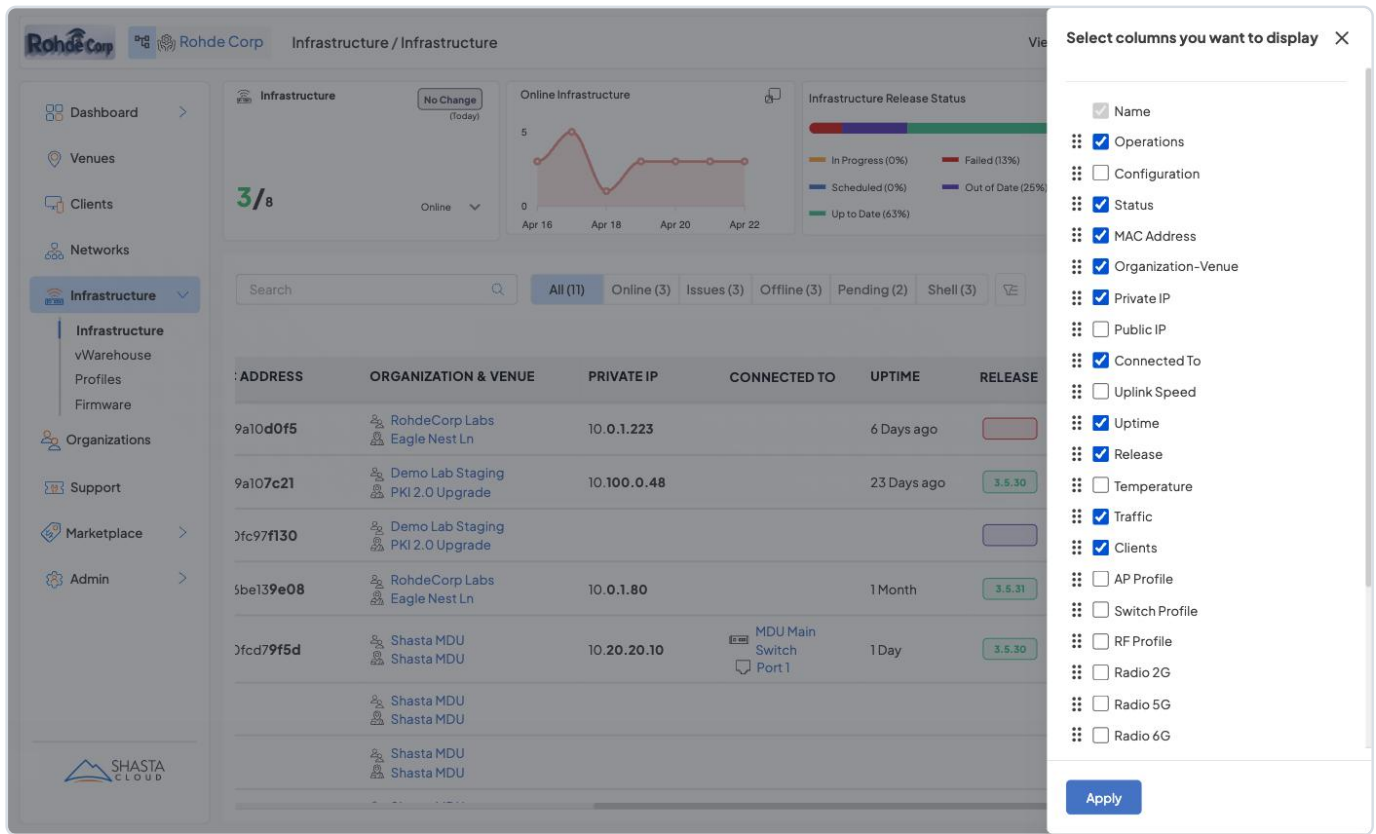 Rohde Corp
Rohde Corp
Infrastructure / Infrastructure
Vie
Dashboard
Venues
Clients
Networks
Infrastructure
Infrastructure
vWarehouse
Profiles
Firmware
Organizations
Support
Marketplace
Admin
SHASTA
CLOUD
Infrastructure
No Change
(Today)
3/8
Online
Online Infrastructure
5
0
Apr 16 Apr 18 Apr 20 Apr 22
Infrastructure Release Status
In Progress (0%) Failed (13%)
Scheduled (0%) Out of Date (25%)
Up to Date (63%)
Search
All (11) Online (3) Issues (3) Offline (3) Pending (2) Shell (3)
ADDRESS ORGANIZATION & VENUE PRIVATE IP CONNECTED TO UPTIME RELEASE
9a10d0f5 RohdeCorp Labs 10.0.1.223 6 Days ago
Eagle Nest Ln
9a107c21 Demo Lab Staging 10.100.0.48 23 Days ago 3.5.30
PKI 2.0 Upgrade
0fc97f130 Demo Lab Staging
PKI 2.0 Upgrade
6be139e08 RohdeCorp Labs 10.0.1.80 1 Month 3.5.31
Eagle Nest Ln
0fcd79f5d Shasta MDU 10.20.20.10 MDU Main Switch 1 Day 3.5.30
Shasta MDU Port 1
Shasta MDU
Shasta MDU
Shasta MDU
Shasta MDU
Select columns you want to display
Name
Operations
Configuration
Status
MAC Address
Organization-Venue
Private IP
Public IP
Connected To
Uplink Speed
Uptime
Release
Temperature
Traffic
Clients
AP Profile
Switch Profile
RF Profile
Radio 2G
Radio 5G
Radio 6G
Apply